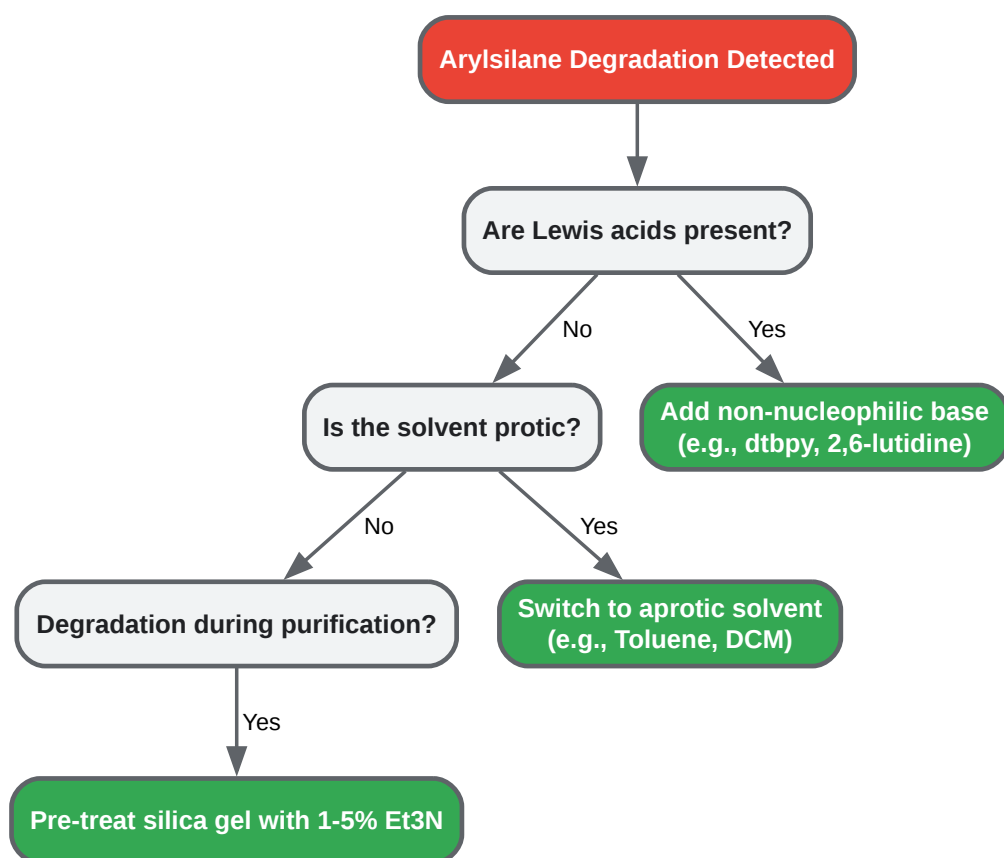 Arylsilane Degradation Detected
Are Lewis acids present?
No
Yes
Is the solvent protic?
Add non-nucleophilic base
(e.g., dtbpy, 2,6-lutidine)
No
Yes
Degradation during purification?
Switch to aprotic solvent
(e.g., Toluene, DCM)
Yes
Pre-treat silica gel with 1-5% Et3N